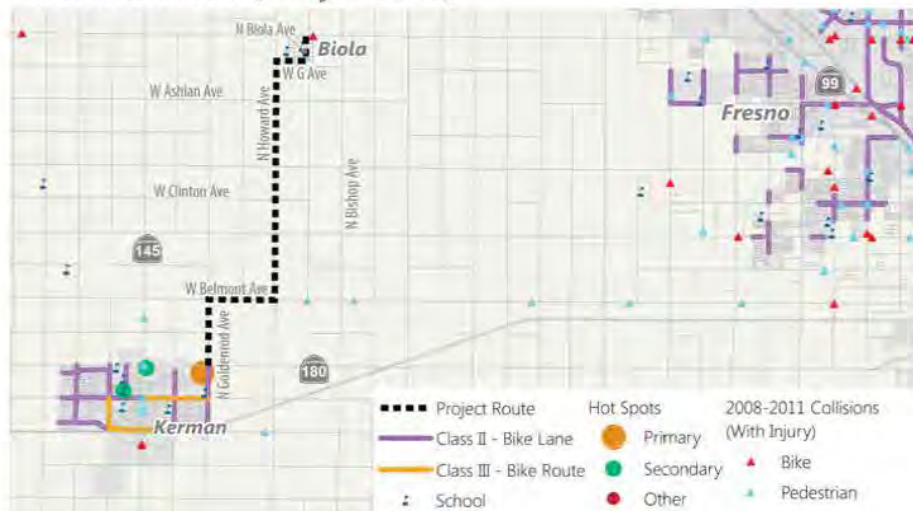 N Biola Ave
Biola
W G Ave
W Ashlan Ave
99
Fresno
N Howard Ave
W Clinton Ave
N Bishop Ave
145
W Belmont Ave
N Goldenrod Ave
180
Kerman
Project Route
Class II - Bike Lane
Class III - Bike Route
School
Hot Spots
Primary
Secondary
Other
2008-2011 Collisions
(With Injury)
Bike
Pedestrian